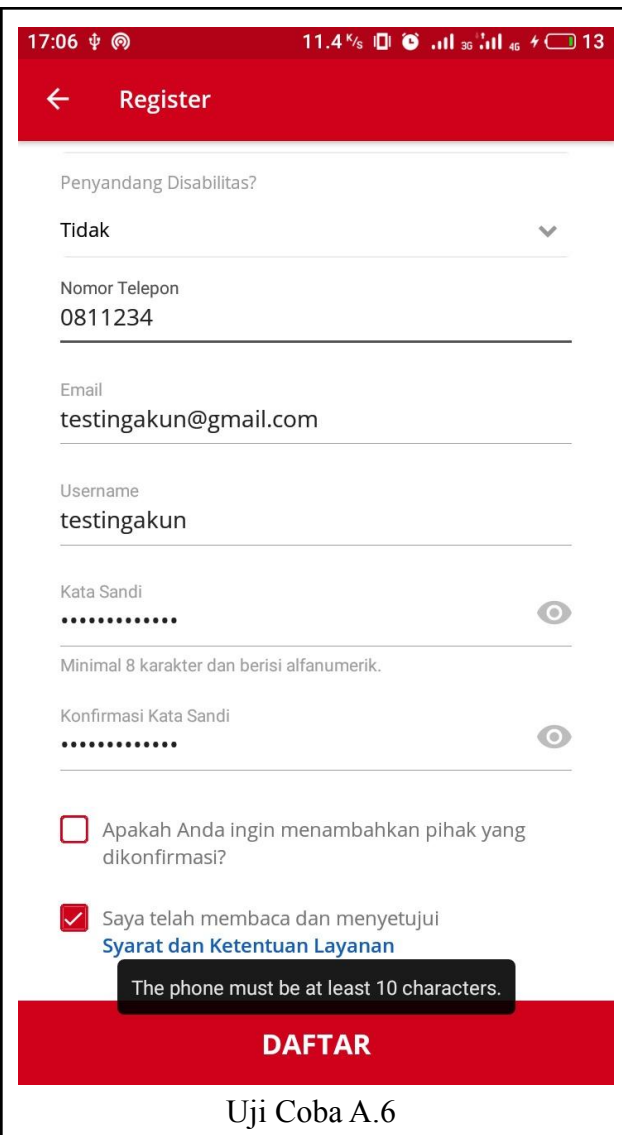 17:06 11.4 K/s 3G 4G 13
Register
Penyandang Disabilitas?
Tidak
Nomor Telepon
0811234
Email
testingakun@gmail.com
Username
testingakun
Kata Sandi
•••••••••••••
Minimal 8 karakter dan berisi alfanumerik.
Konfirmasi Kata Sandi
•••••••••••••
Apakah Anda ingin menambahkan pihak yang
dikonfirmasi?
Saya telah membaca dan menyetujui
Syarat dan Ketentuan Layanan
The phone must be at least 10 characters.
DAFTAR
Uji Coba A.6